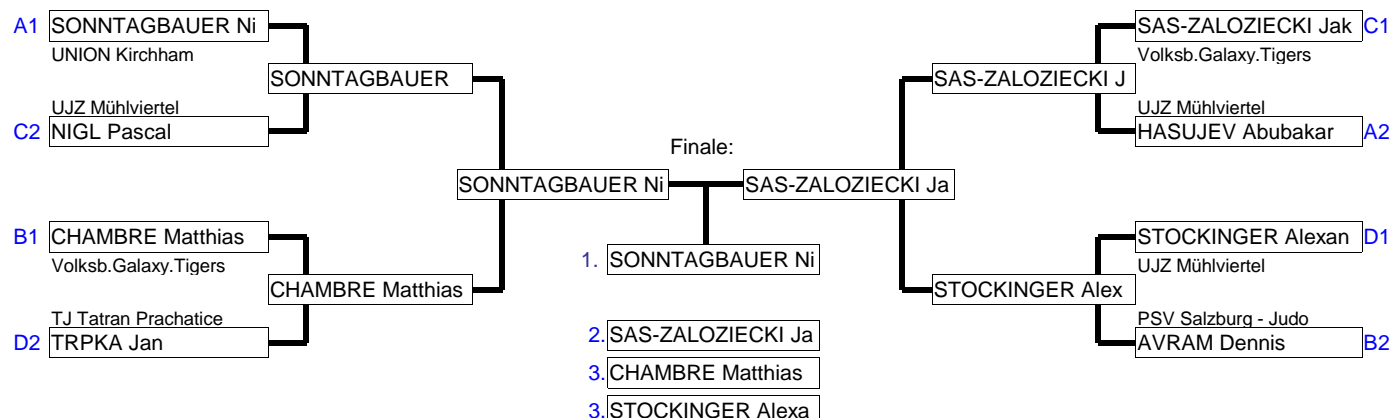 A1 SONNTAGBAUER Ni
UNION Kirchham
SONNTAGBAUER
UJZ Mühlviertel
C2 NIGL Pascal
SONNTAGBAUER Ni
B1 CHAMBRE Matthias
Volksb.Galaxy.Tigers
CHAMBRE Matthias
TJ Tatran Prachatice
D2 TRPKA Jan
Finale:
1. SONNTAGBAUER Ni
2. SAS-ZALOZIECKI Ja
3. CHAMBRE Matthias
3. STOCKINGER Alexa
SAS-ZALOZIECKI Jak C1
Volksb.Galaxy.Tigers
SAS-ZALOZIECKI J
UJZ Mühlviertel
HASUJEV Abubakar A2
SAS-ZALOZIECKI Ja
STOCKINGER Alexan D1
UJZ Mühlviertel
STOCKINGER Alex
PSV Salzburg - Judo
AVRAM Dennis B2